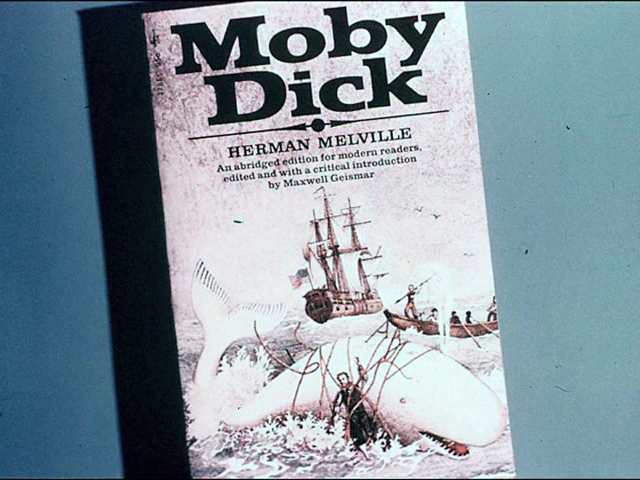 Moby
Dick
HERMAN MELVILLE
An abridged edition for modern readers,
edited and with a critical introduction
by Maxwell Geismar